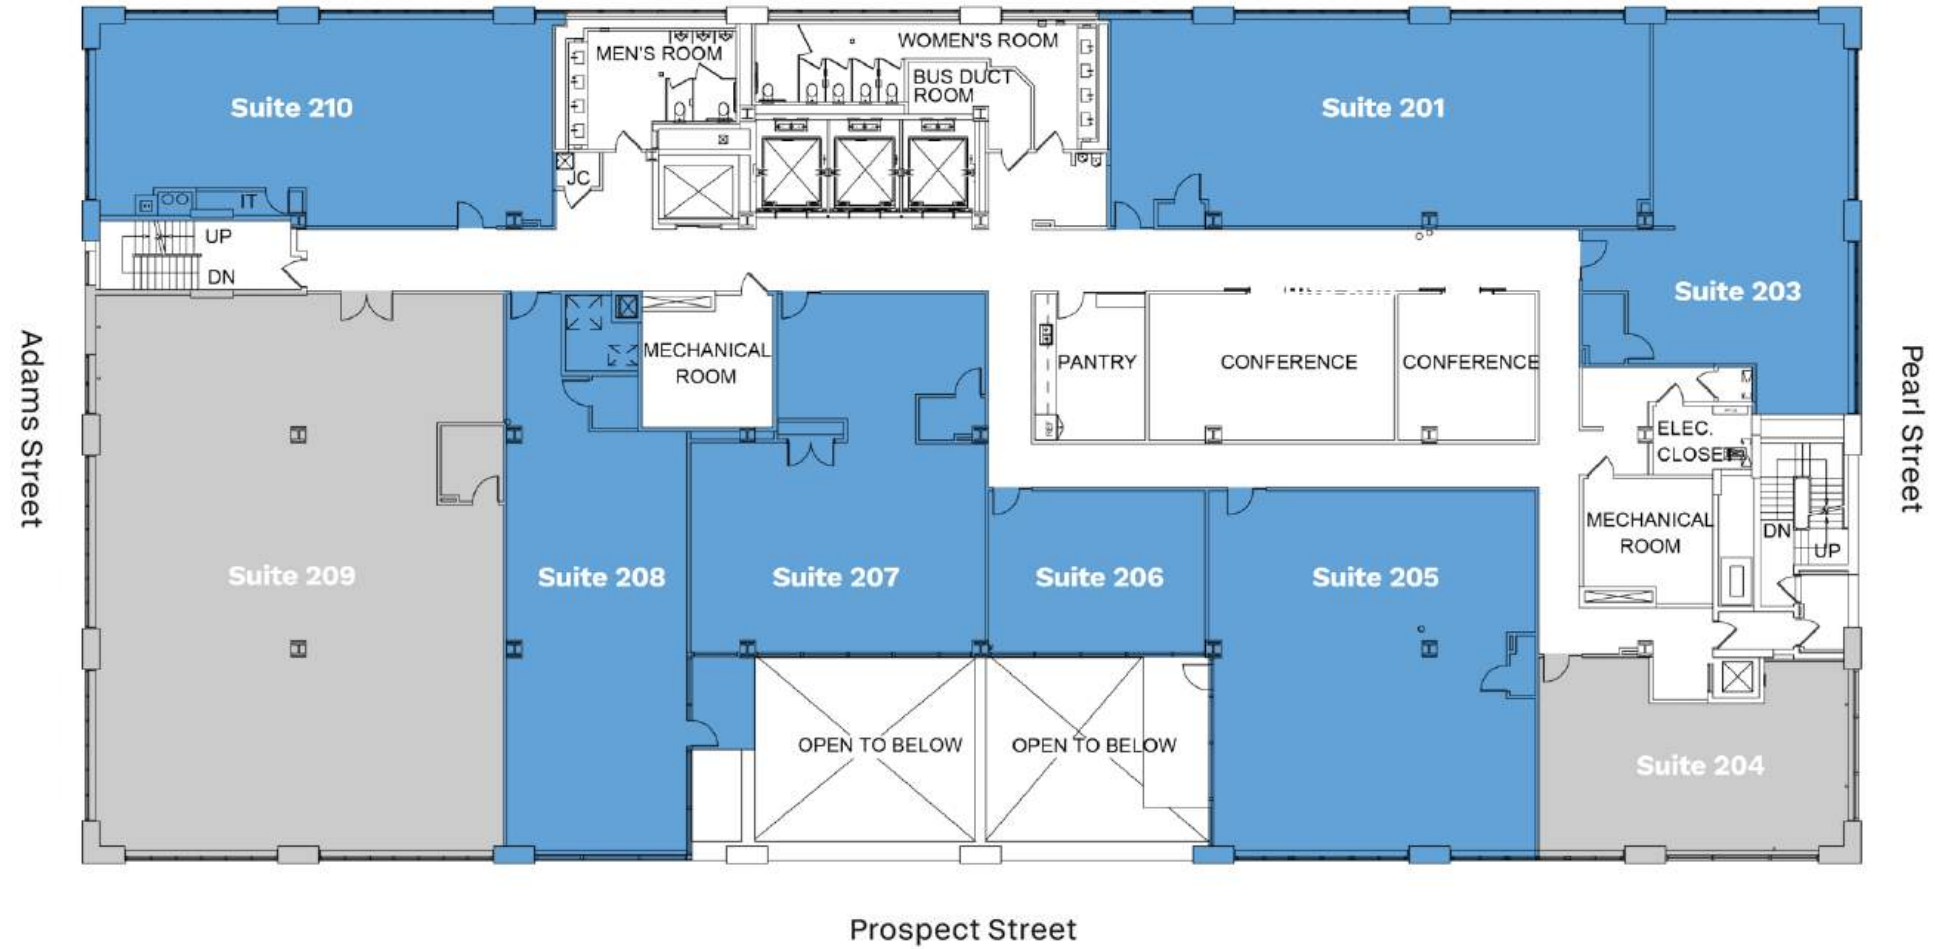 MEN'S ROOM
WOMEN'S ROOM
BUS DUCT
ROOM
Suite 210
Suite 201
JC
IT
UP
DN
Suite 203
MECHANICAL
ROOM
PANTRY
CONFERENCE
CONFERENCE
REF
ELEC.
CLOSE
Adams Street
Pearl Street
MECHANICAL
ROOM
DN
UP
Suite 209
Suite 208
Suite 207
Suite 206
Suite 205
OPEN TO BELOW
OPEN TO BELOW
Suite 204
Prospect Street